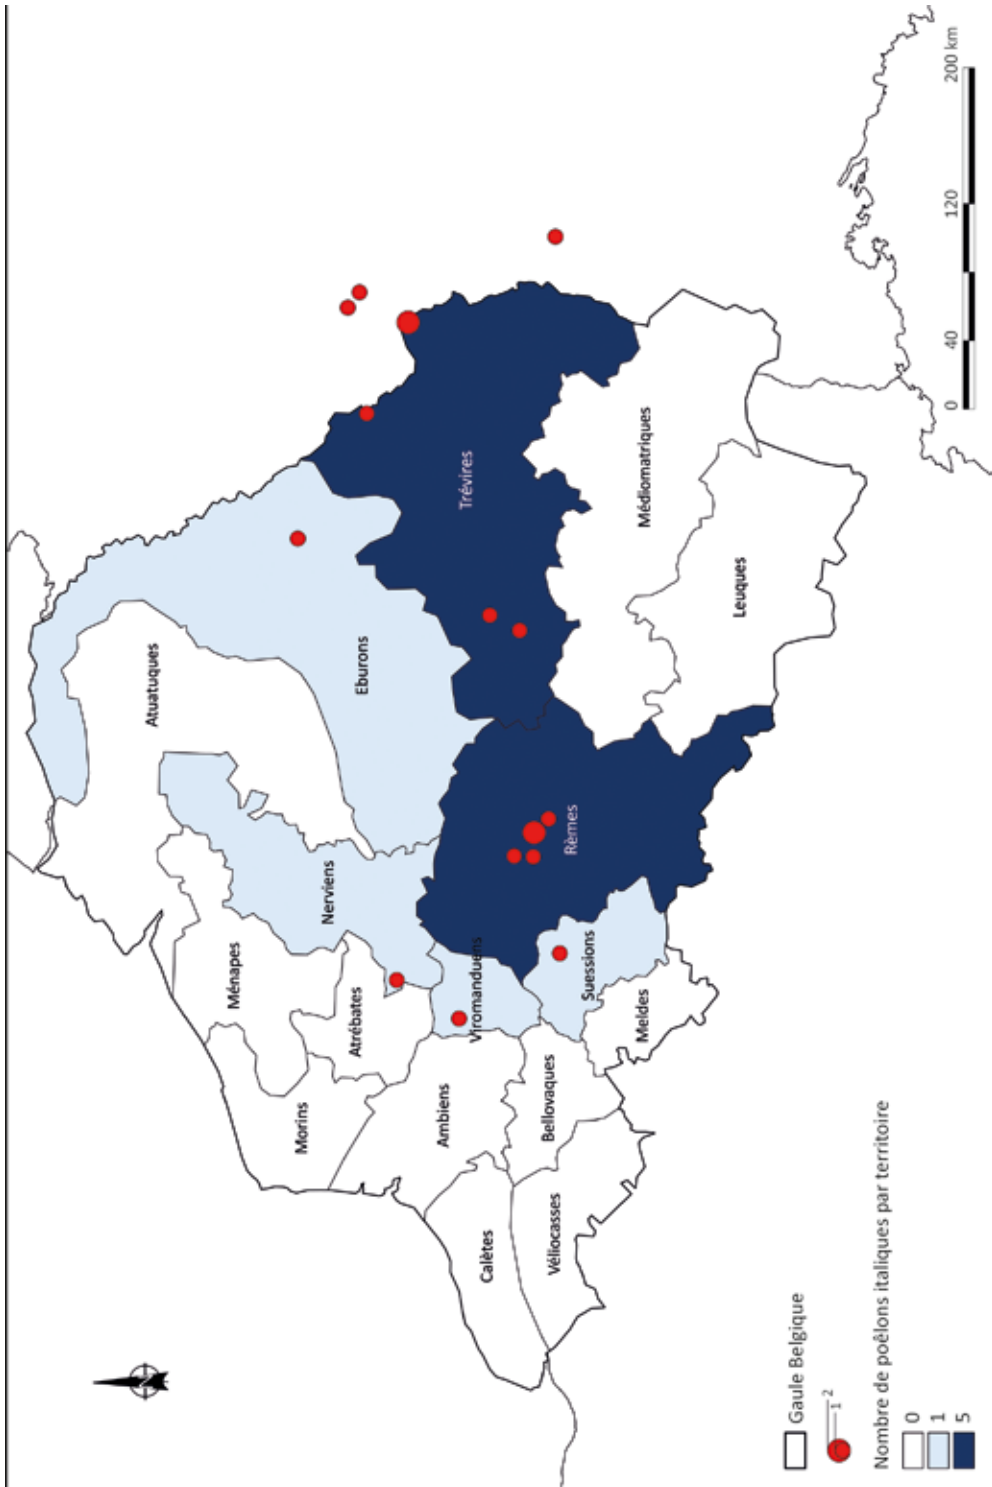 Atuatuques
Ménapes
Morins
Nerviens
Eburons
Atrébates
Ambiens
Viromanduens
Trévires
Calètes
Rèmes
Bellovaques
Véliocasses
Suessions
Meldes
Médiomatriques
Leuques
N
Gaule Belgique
2
1
Nombre de poêlons italiques par territoire
0
1
5
0 40 120 200 km